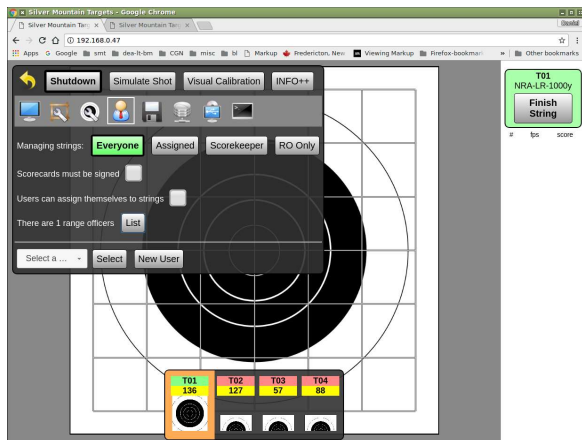 Silver Mountain Targets - Google Chrome
Silver Mountain Targ
Silver Mountain Targ
192.168.0.47
Apps
Google
smt
dea-lt-bm
CGN
misc
bl
Markup
Fredericton, New
Viewing Markup
Firefox-bookmar
»
Other bookmarks
Shutdown
Simulate Shot
Visual Calibration
INFO++
Managing strings:
Everyone
Assigned
Scorekeeper
RO Only
Scorecards must be signed
Users can assign themselves to strings
There are 1 range officers
List
Select a ...
Select
New User
T01
NRA-LR-1000y
Finish
String
# fps score
T01 T02 T03 T04
136 127 57 88